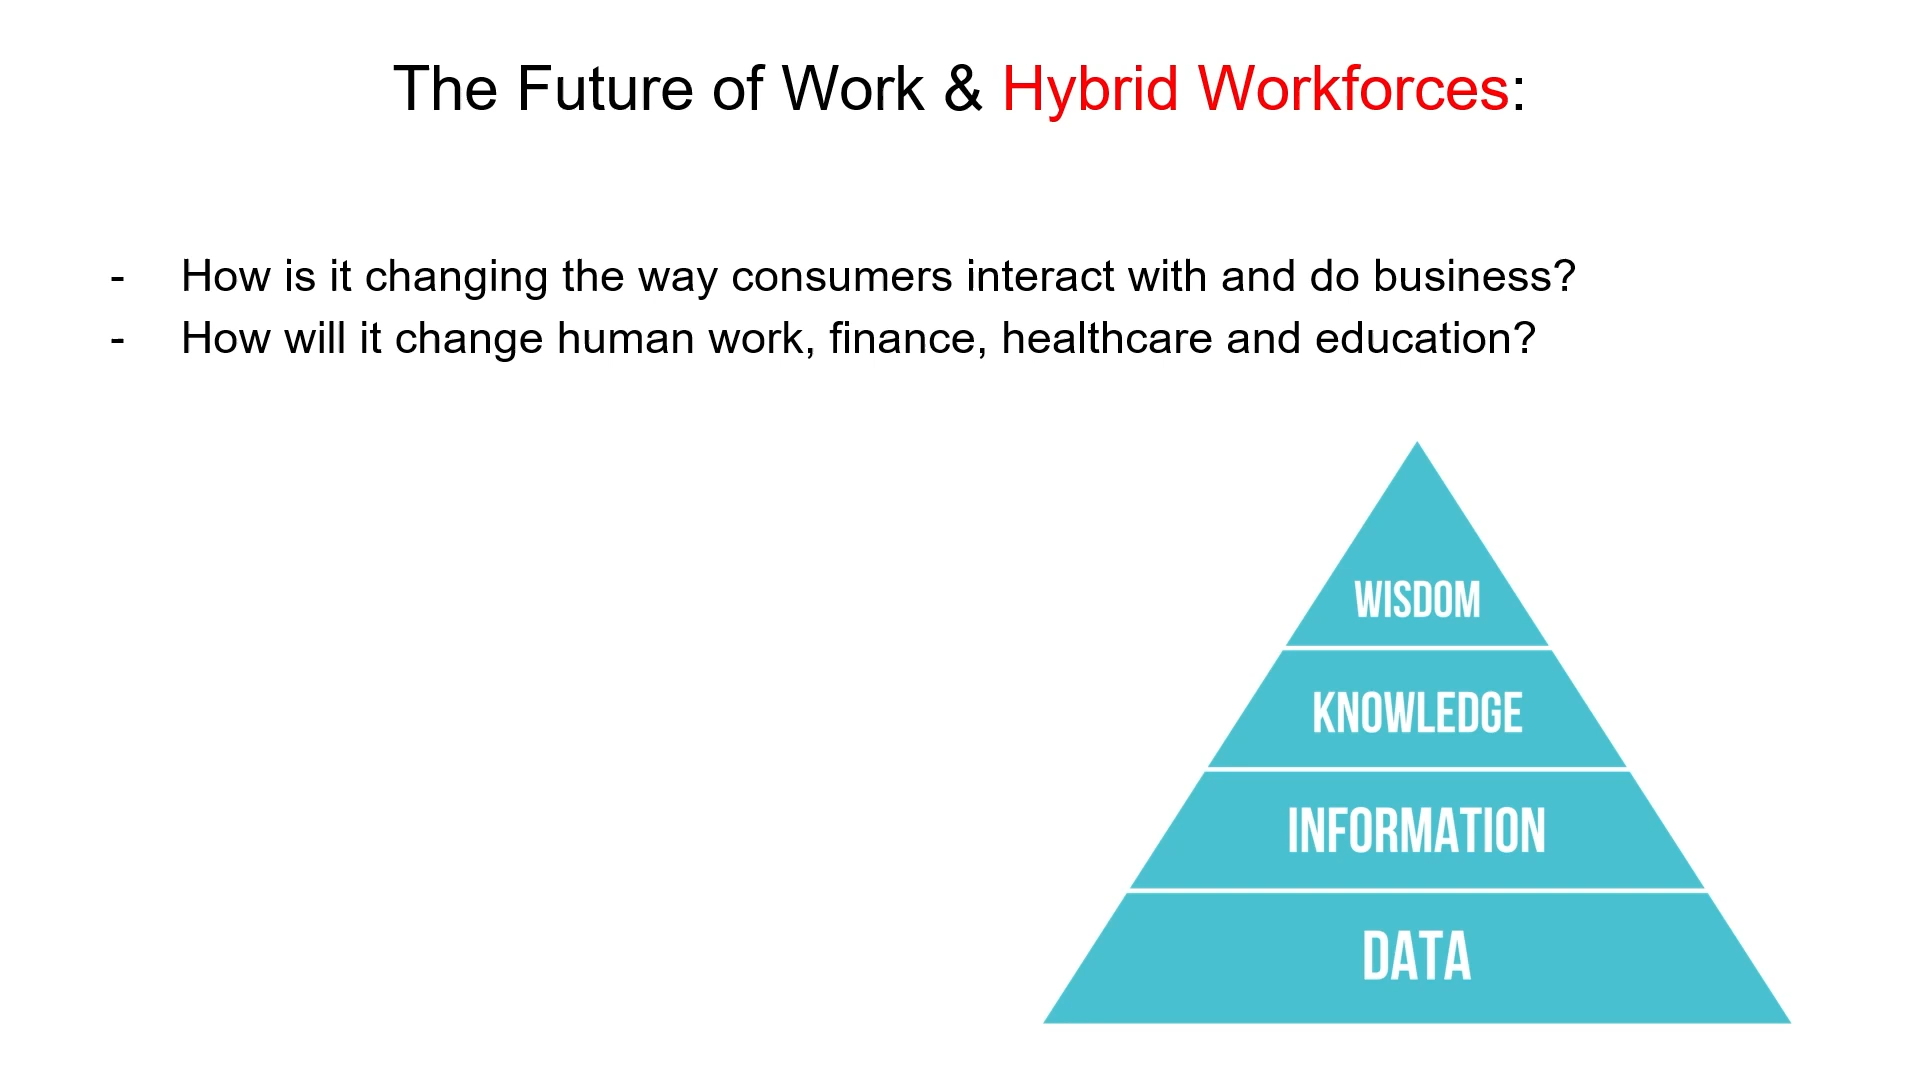 The Future of Work & Hybrid Workforces:
- How is it changing the way consumers interact with and do business?
- How will it change human work, finance, healthcare and education?
WISDOM
KNOWLEDGE
INFORMATION
DATA